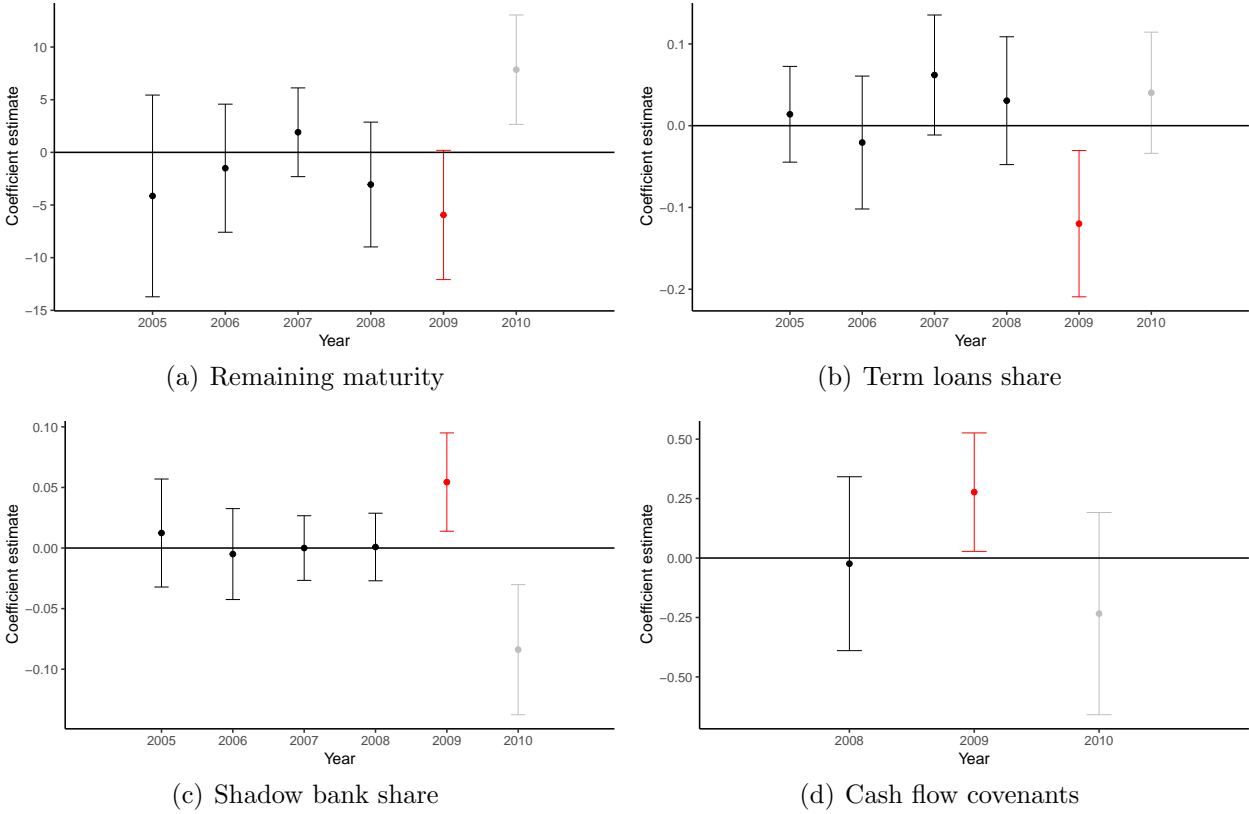 10
5
0
−5
−10
−15
Coefficient estimate
2005 2006 2007 2008 2009 2010
Year
(a) Remaining maturity
0.1
0.0
−0.1
−0.2
Coefficient estimate
2005 2006 2007 2008 2009 2010
Year
(b) Term loans share
0.10
0.05
0.00
−0.05
−0.10
Coefficient estimate
2005 2006 2007 2008 2009 2010
Year
(c) Shadow bank share
0.50
0.25
0.00
−0.25
−0.50
Coefficient estimate
2008 2009 2010
Year
(d) Cash flow covenants